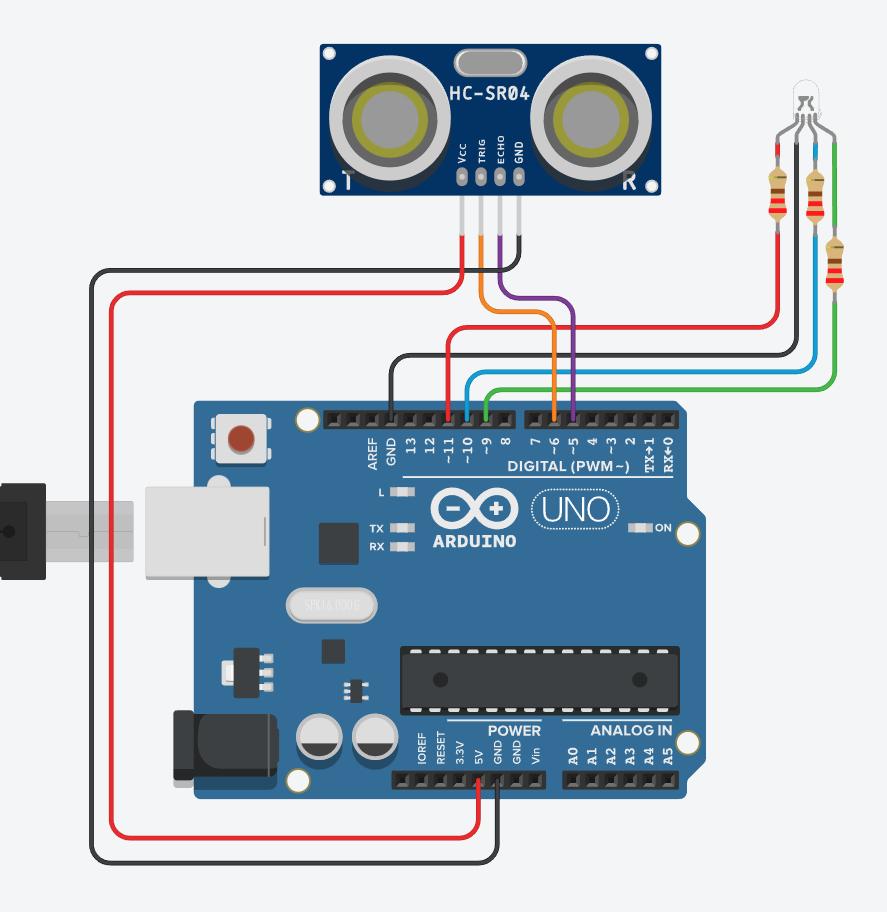 HC-SR04
VCC
TRIG
ECHO
GND
T
R
AREF
GND
13
12
~11
~10
~9
8
7
~6
~5
4
~3
2
TX→1
RX←0
DIGITAL (PWM~)
L
TX
RX
UNO
ARDUINO
ON
SPK16.000G
POWER
ANALOG IN
IOREF
RESET
3.3V
5V
GND
GND
Vin
A0
A1
A2
A3
A4
A5